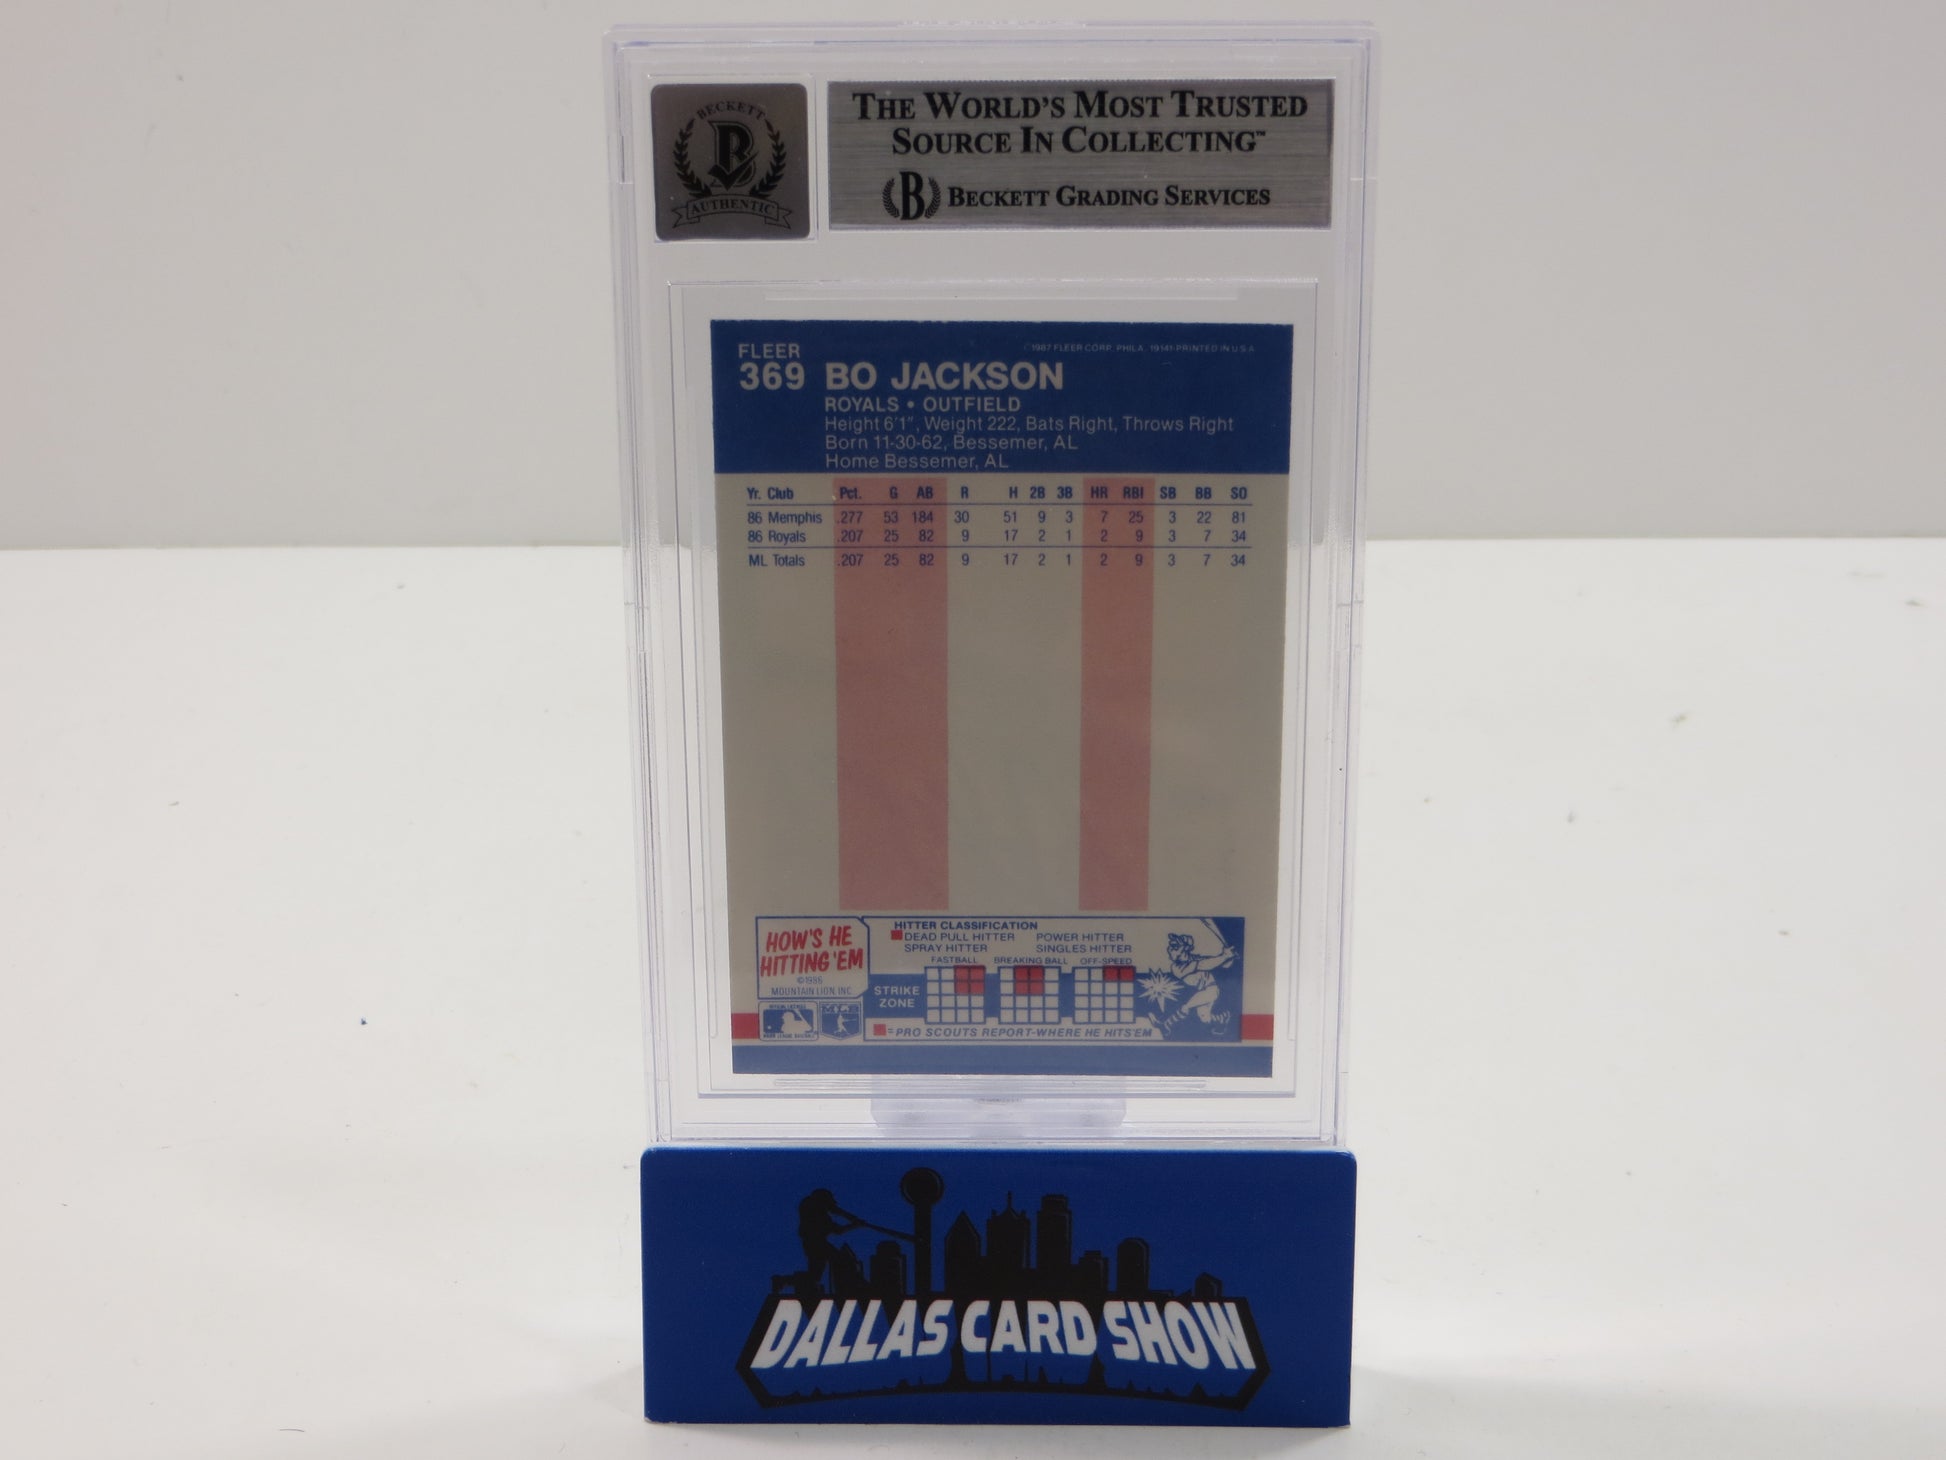 BECKETT
B
AUTHENTIC
THE WORLD'S MOST TRUSTED
SOURCE IN COLLECTING™
B BECKETT GRADING SERVICES
FLEER
©1987 FLEER CORP. PHILA. 19141-PRINTED IN U.S.A.
369 BO JACKSON
ROYALS • OUTFIELD
Height 6'1", Weight 222, Bats Right, Throws Right
Born 11-30-62, Bessemer, AL
Home Bessemer, AL
Yr. Club Pct. G AB R H 2B 3B HR RBI SB BB SO
86 Memphis .277 53 184 30 51 9 3 7 25 3 22 81
86 Royals .207 25 82 9 17 2 1 2 9 3 7 34
ML Totals .207 25 82 9 17 2 1 2 9 3 7 34
HOW'S HE
HITTING 'EM
©1986
MOUNTAIN LION, INC
HITTER CLASSIFICATION
DEAD PULL HITTER POWER HITTER
SPRAY HITTER SINGLES HITTER
FASTBALL BREAKING BALL OFF-SPEED
STRIKE
ZONE
= PRO SCOUTS REPORT-WHERE HE HITS 'EM
DALLAS CARD SHOW